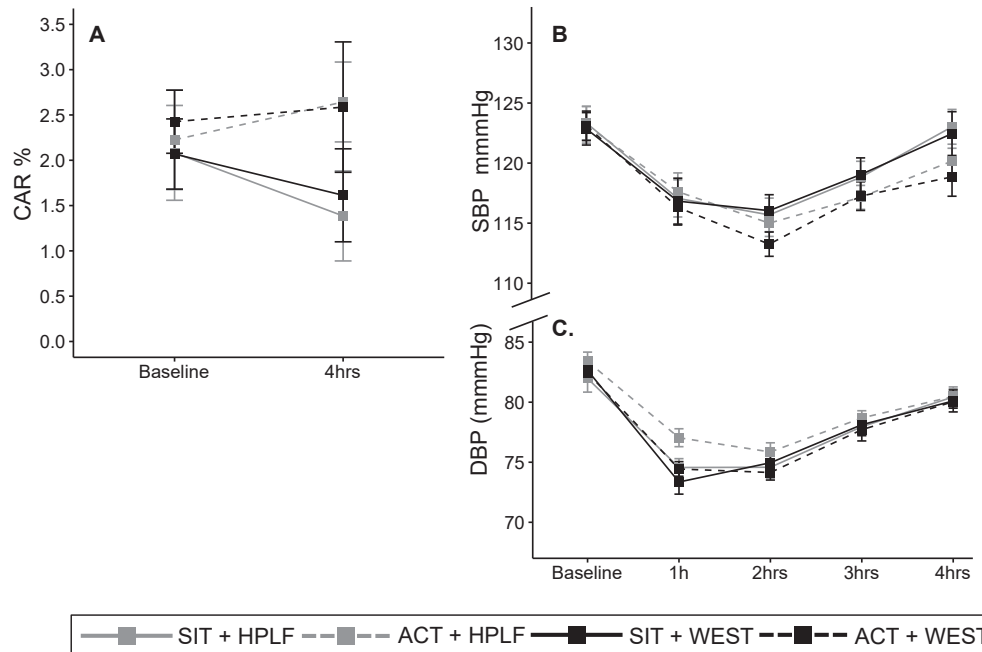 A
3.5
3.0
2.5
2.0
1.5
1.0
0.5
0.0
CAR %
Baseline 4hrs
B
130
125
120
115
110
SBP mmmHg
C.
85
80
75
70
DBP (mmmHg)
Baseline 1h 2hrs 3hrs 4hrs
SIT + HPLF ACT + HPLF SIT + WEST ACT + WEST